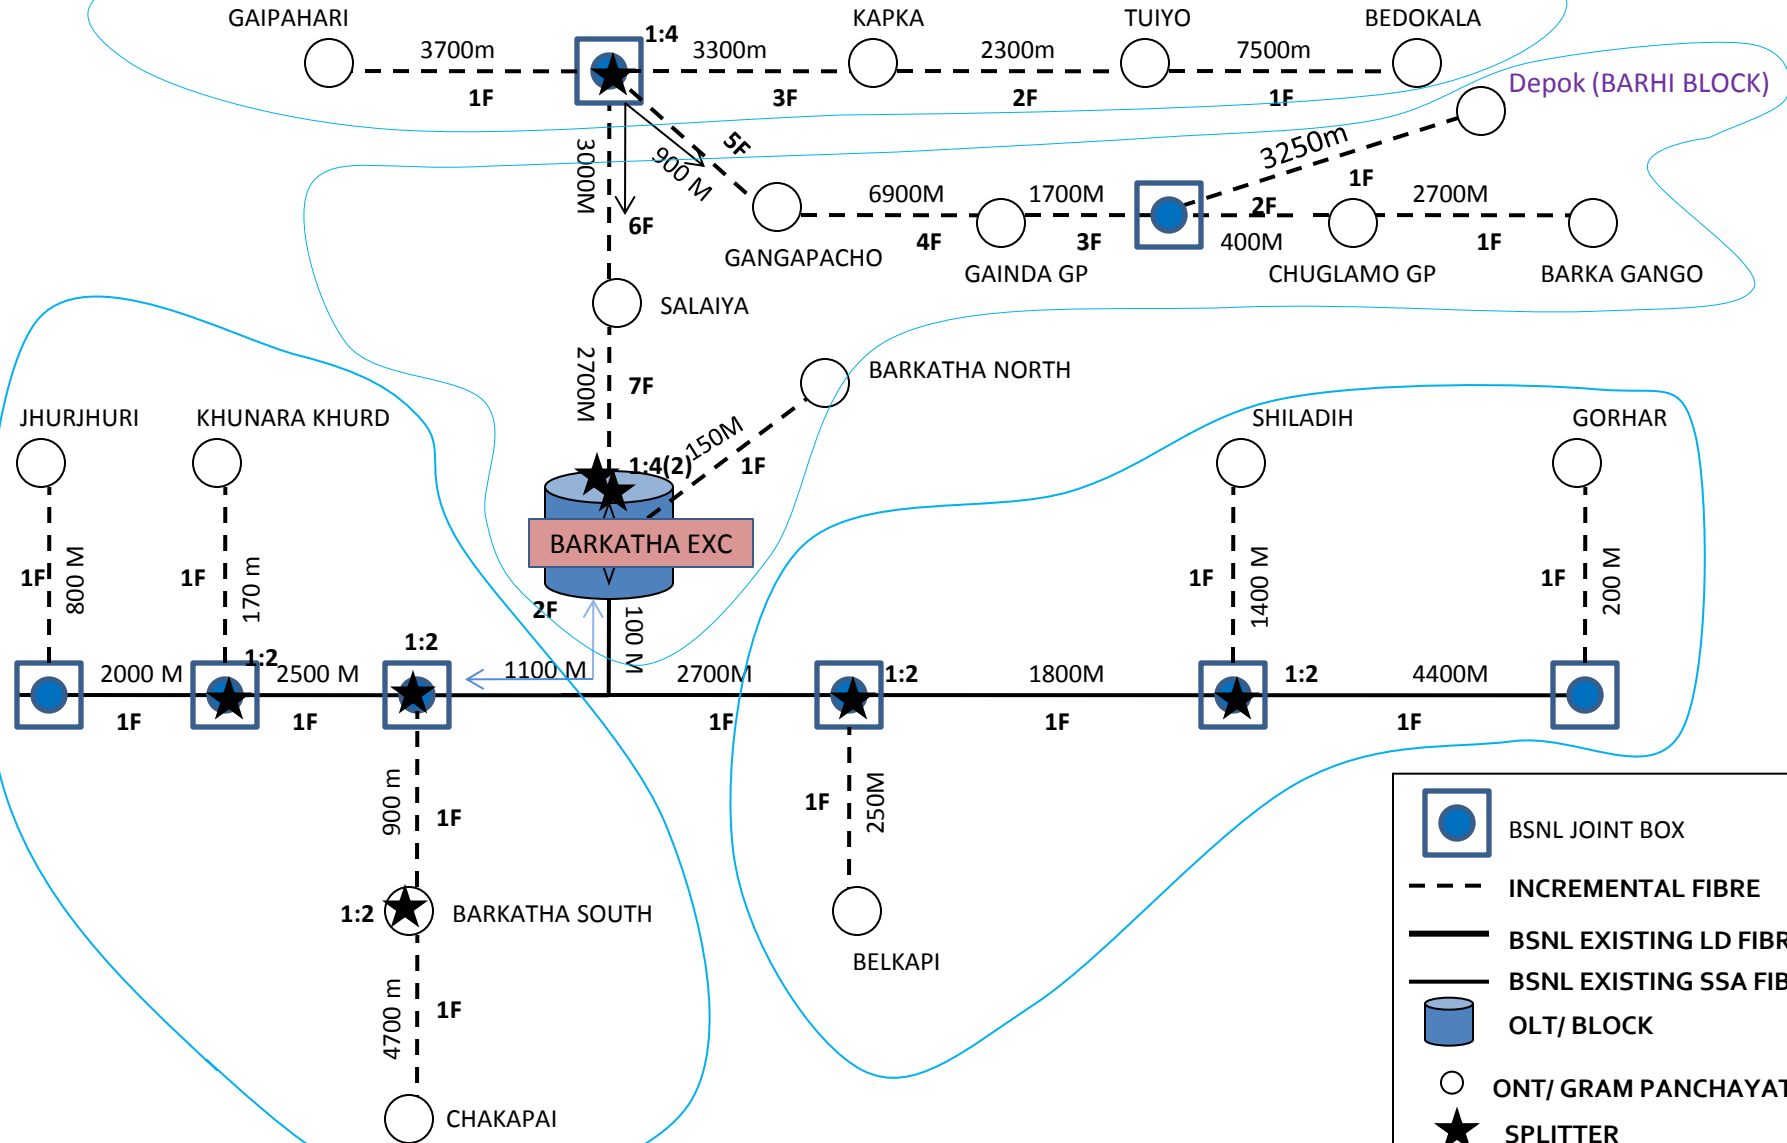 GAIPAHARI
1:4
KAPKA
TUIYO
BEDOKALA
3700m
3300m
2300m
7500m
1F
3F
2F
1F
Depok (BARHI BLOCK)
3000M
5F
900 M
3250m
1F
6F
6900M
1700M
2F
2700M
4F
3F
400M
1F
GANGAPACHO
GAINDA GP
CHUGLAMO GP
BARKA GANGO
SALAIYA
2700M
7F
BARKATHA NORTH
150M
1:4(2)
1F
JHURJHURI
KHUNARA KHURD
SHILADIH
GORHAR
BARKATHA EXC
1F
800 M
1F
170 m
2F
100 M
1F
1400 M
1F
200 M
1:2
1:2
2000 M
2500 M
1100 M
2700M
1:2
1800M
1:2
4400M
1F
1F
1F
1F
1F
900 m
1F
1F
250M
1:2
BARKATHA SOUTH
BELKAPI
4700 m
1F
CHAKAPAI
BSNL JOINT BOX
INCREMENTAL FIBRE
BSNL EXISTING LD FIBR
BSNL EXISTING SSA FIB
OLT/ BLOCK
ONT/ GRAM PANCHAYAT
SPLITTER